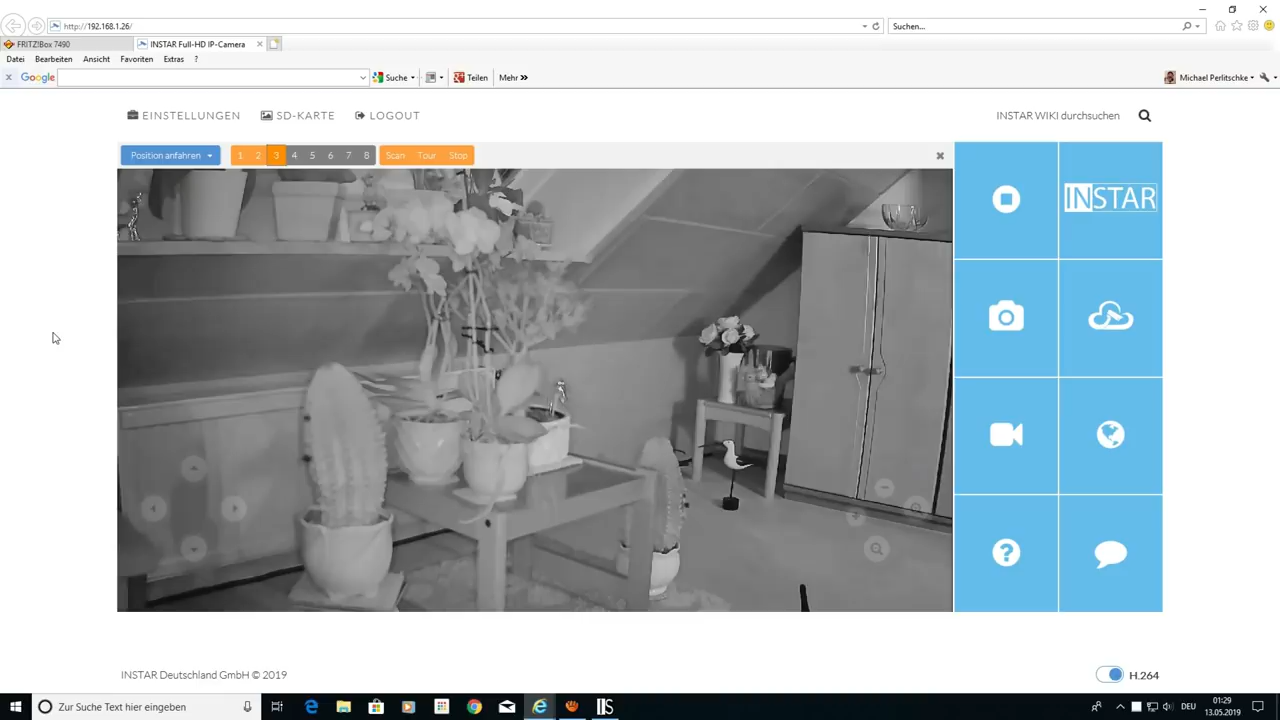 http://192.168.1.26/
Suchen...
FRITZ!Box 7490
INSTAR Full-HD IP-Camera
Datei Bearbeiten Ansicht Favoriten Extras ?
x Google Suche Teilen Mehr »
Michael Perlitschke
EINSTELLUNGEN SD-KARTE LOGOUT
INSTAR WIKI durchsuchen
Position anfahren 1 2 3 4 5 6 7 8 Scan Tour Stop
INSTAR
INSTAR Deutschland GmbH © 2019
H.264
Zur Suche Text hier eingeben
DEU
01:29
13.05.2019